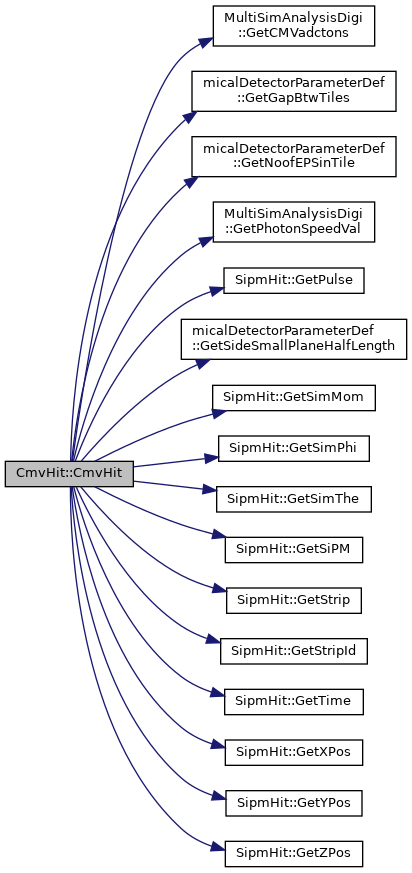 MultiSimAnalysisDigi
::GetCMVadctons
micalDetectorParameterDef
::GetGapBtwTiles
micalDetectorParameterDef
::GetNoofEPSinTile
MultiSimAnalysisDigi
::GetPhotonSpeedVal
SipmHit::GetPulse
micalDetectorParameterDef
::GetSideSmallPlaneHalfLength
SipmHit::GetSimMom
SipmHit::GetSimPhi
CmvHit::CmvHit
SipmHit::GetSimThe
SipmHit::GetSiPM
SipmHit::GetStrip
SipmHit::GetStripId
SipmHit::GetTime
SipmHit::GetXPos
SipmHit::GetYPos
SipmHit::GetZPos